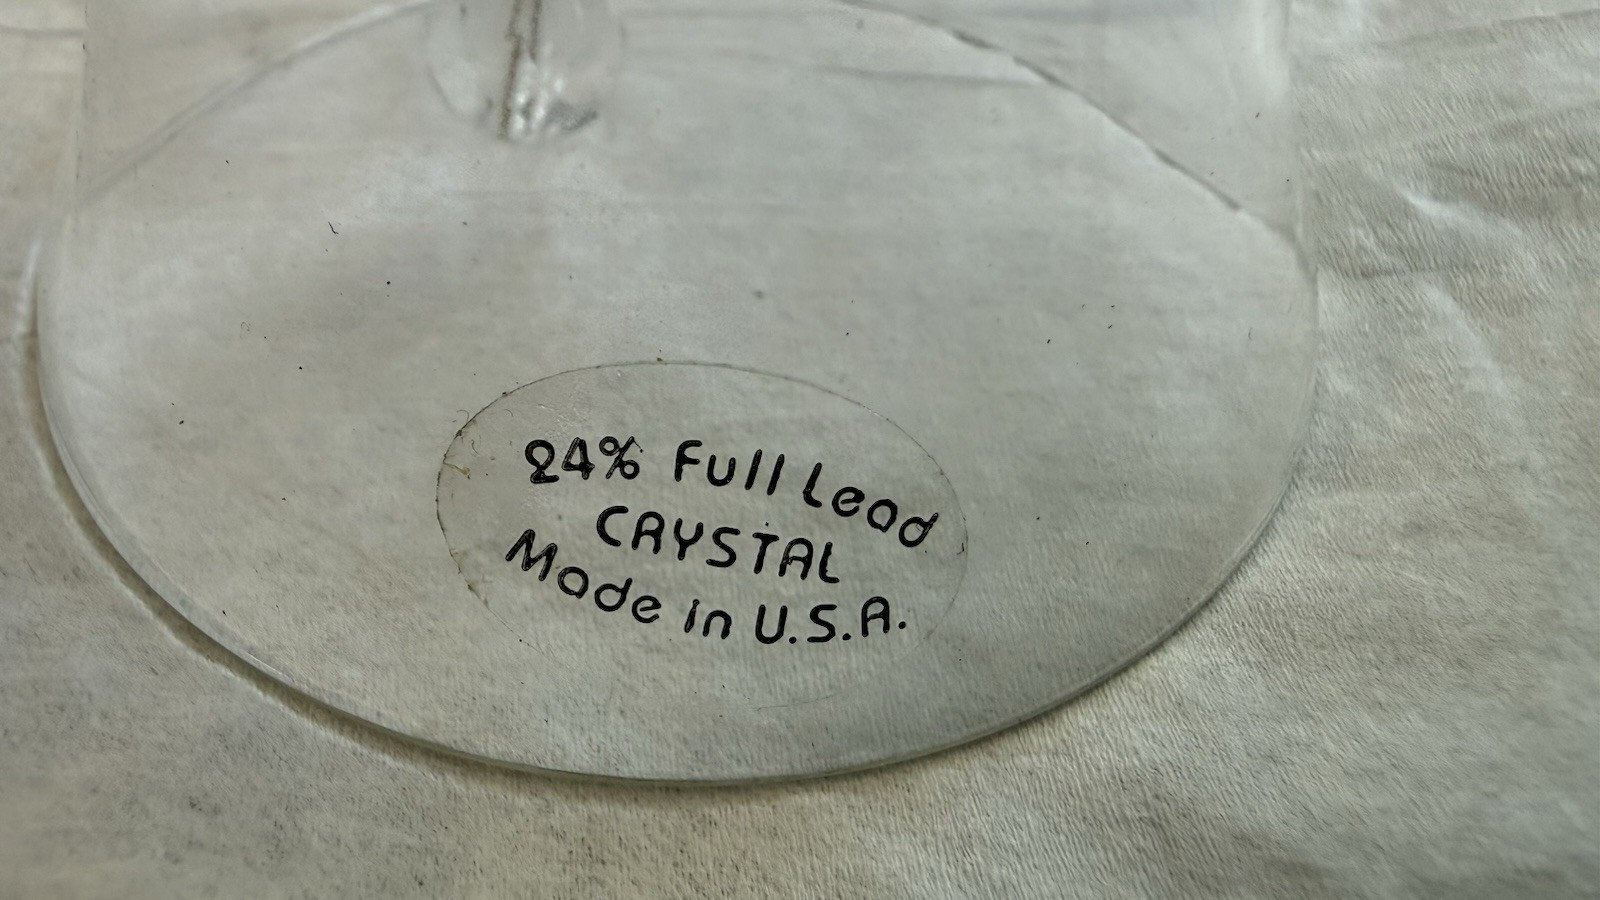 24% Full Lead
CRYSTAL
Made in U.S.A.